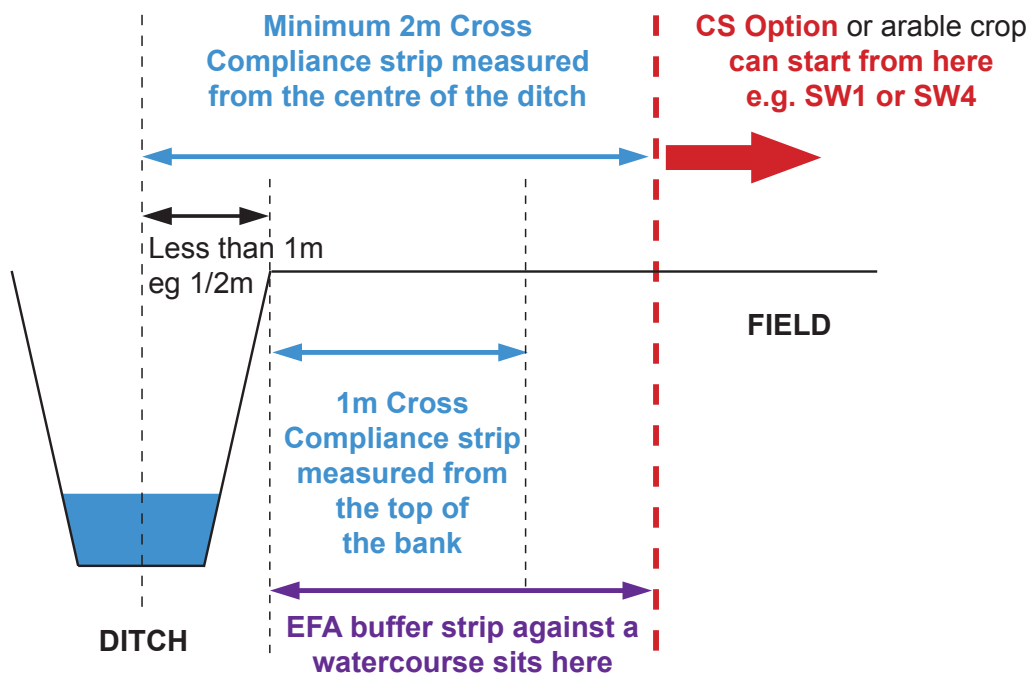 Minimum 2m Cross
Compliance strip measured
from the centre of the ditch
CS Option or arable crop
can start from here
e.g. SW1 or SW4
Less than 1m
eg 1/2m
FIELD
1m Cross
Compliance strip
measured from
the top of
the bank
DITCH
EFA buffer strip against a
watercourse sits here